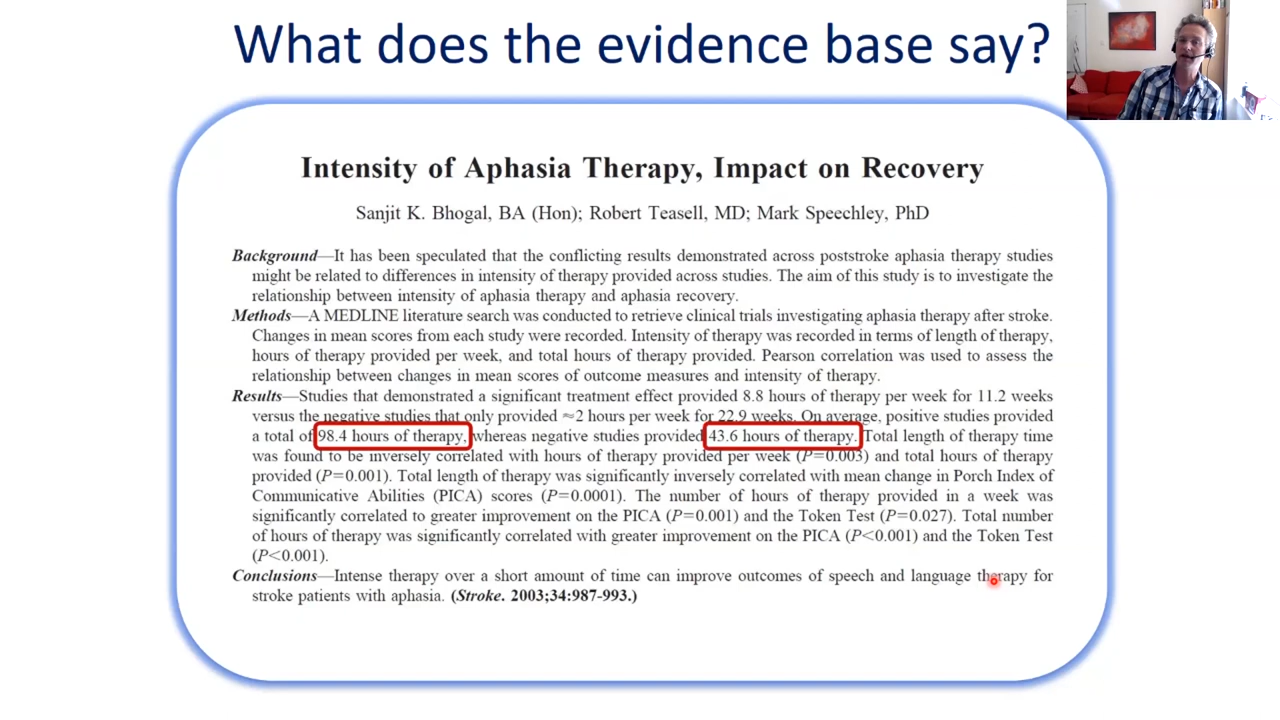 What does the evidence base say?
Intensity of Aphasia Therapy, Impact on Recovery
Sanjit K. Bhogal, BA (Hon); Robert Teasell, MD; Mark Speechley, PhD
Background—It has been speculated that the conflicting results demonstrated across poststroke aphasia therapy studies
might be related to differences in intensity of therapy provided across studies. The aim of this study is to investigate the
relationship between intensity of aphasia therapy and aphasia recovery.
Methods—A MEDLINE literature search was conducted to retrieve clinical trials investigating aphasia therapy after stroke.
Changes in mean scores from each study were recorded. Intensity of therapy was recorded in terms of length of therapy,
hours of therapy provided per week, and total hours of therapy provided. Pearson correlation was used to assess the
relationship between changes in mean scores of outcome measures and intensity of therapy.
Results—Studies that demonstrated a significant treatment effect provided 8.8 hours of therapy per week for 11.2 weeks
versus the negative studies that only provided ≈2 hours per week for 22.9 weeks. On average, positive studies provided
a total of 98.4 hours of therapy, whereas negative studies provided 43.6 hours of therapy. Total length of therapy time
was found to be inversely correlated with hours of therapy provided per week (P=0.003) and total hours of therapy
provided (P=0.001). Total length of therapy was significantly inversely correlated with mean change in Porch Index of
Communicative Abilities (PICA) scores (P=0.0001). The number of hours of therapy provided in a week was
significantly correlated to greater improvement on the PICA (P=0.001) and the Token Test (P=0.027). Total number
of hours of therapy was significantly correlated with greater improvement on the PICA (P<0.001) and the Token Test
(P<0.001).
Conclusions—Intense therapy over a short amount of time can improve outcomes of speech and language therapy for
stroke patients with aphasia. (Stroke. 2003;34:987-993.)